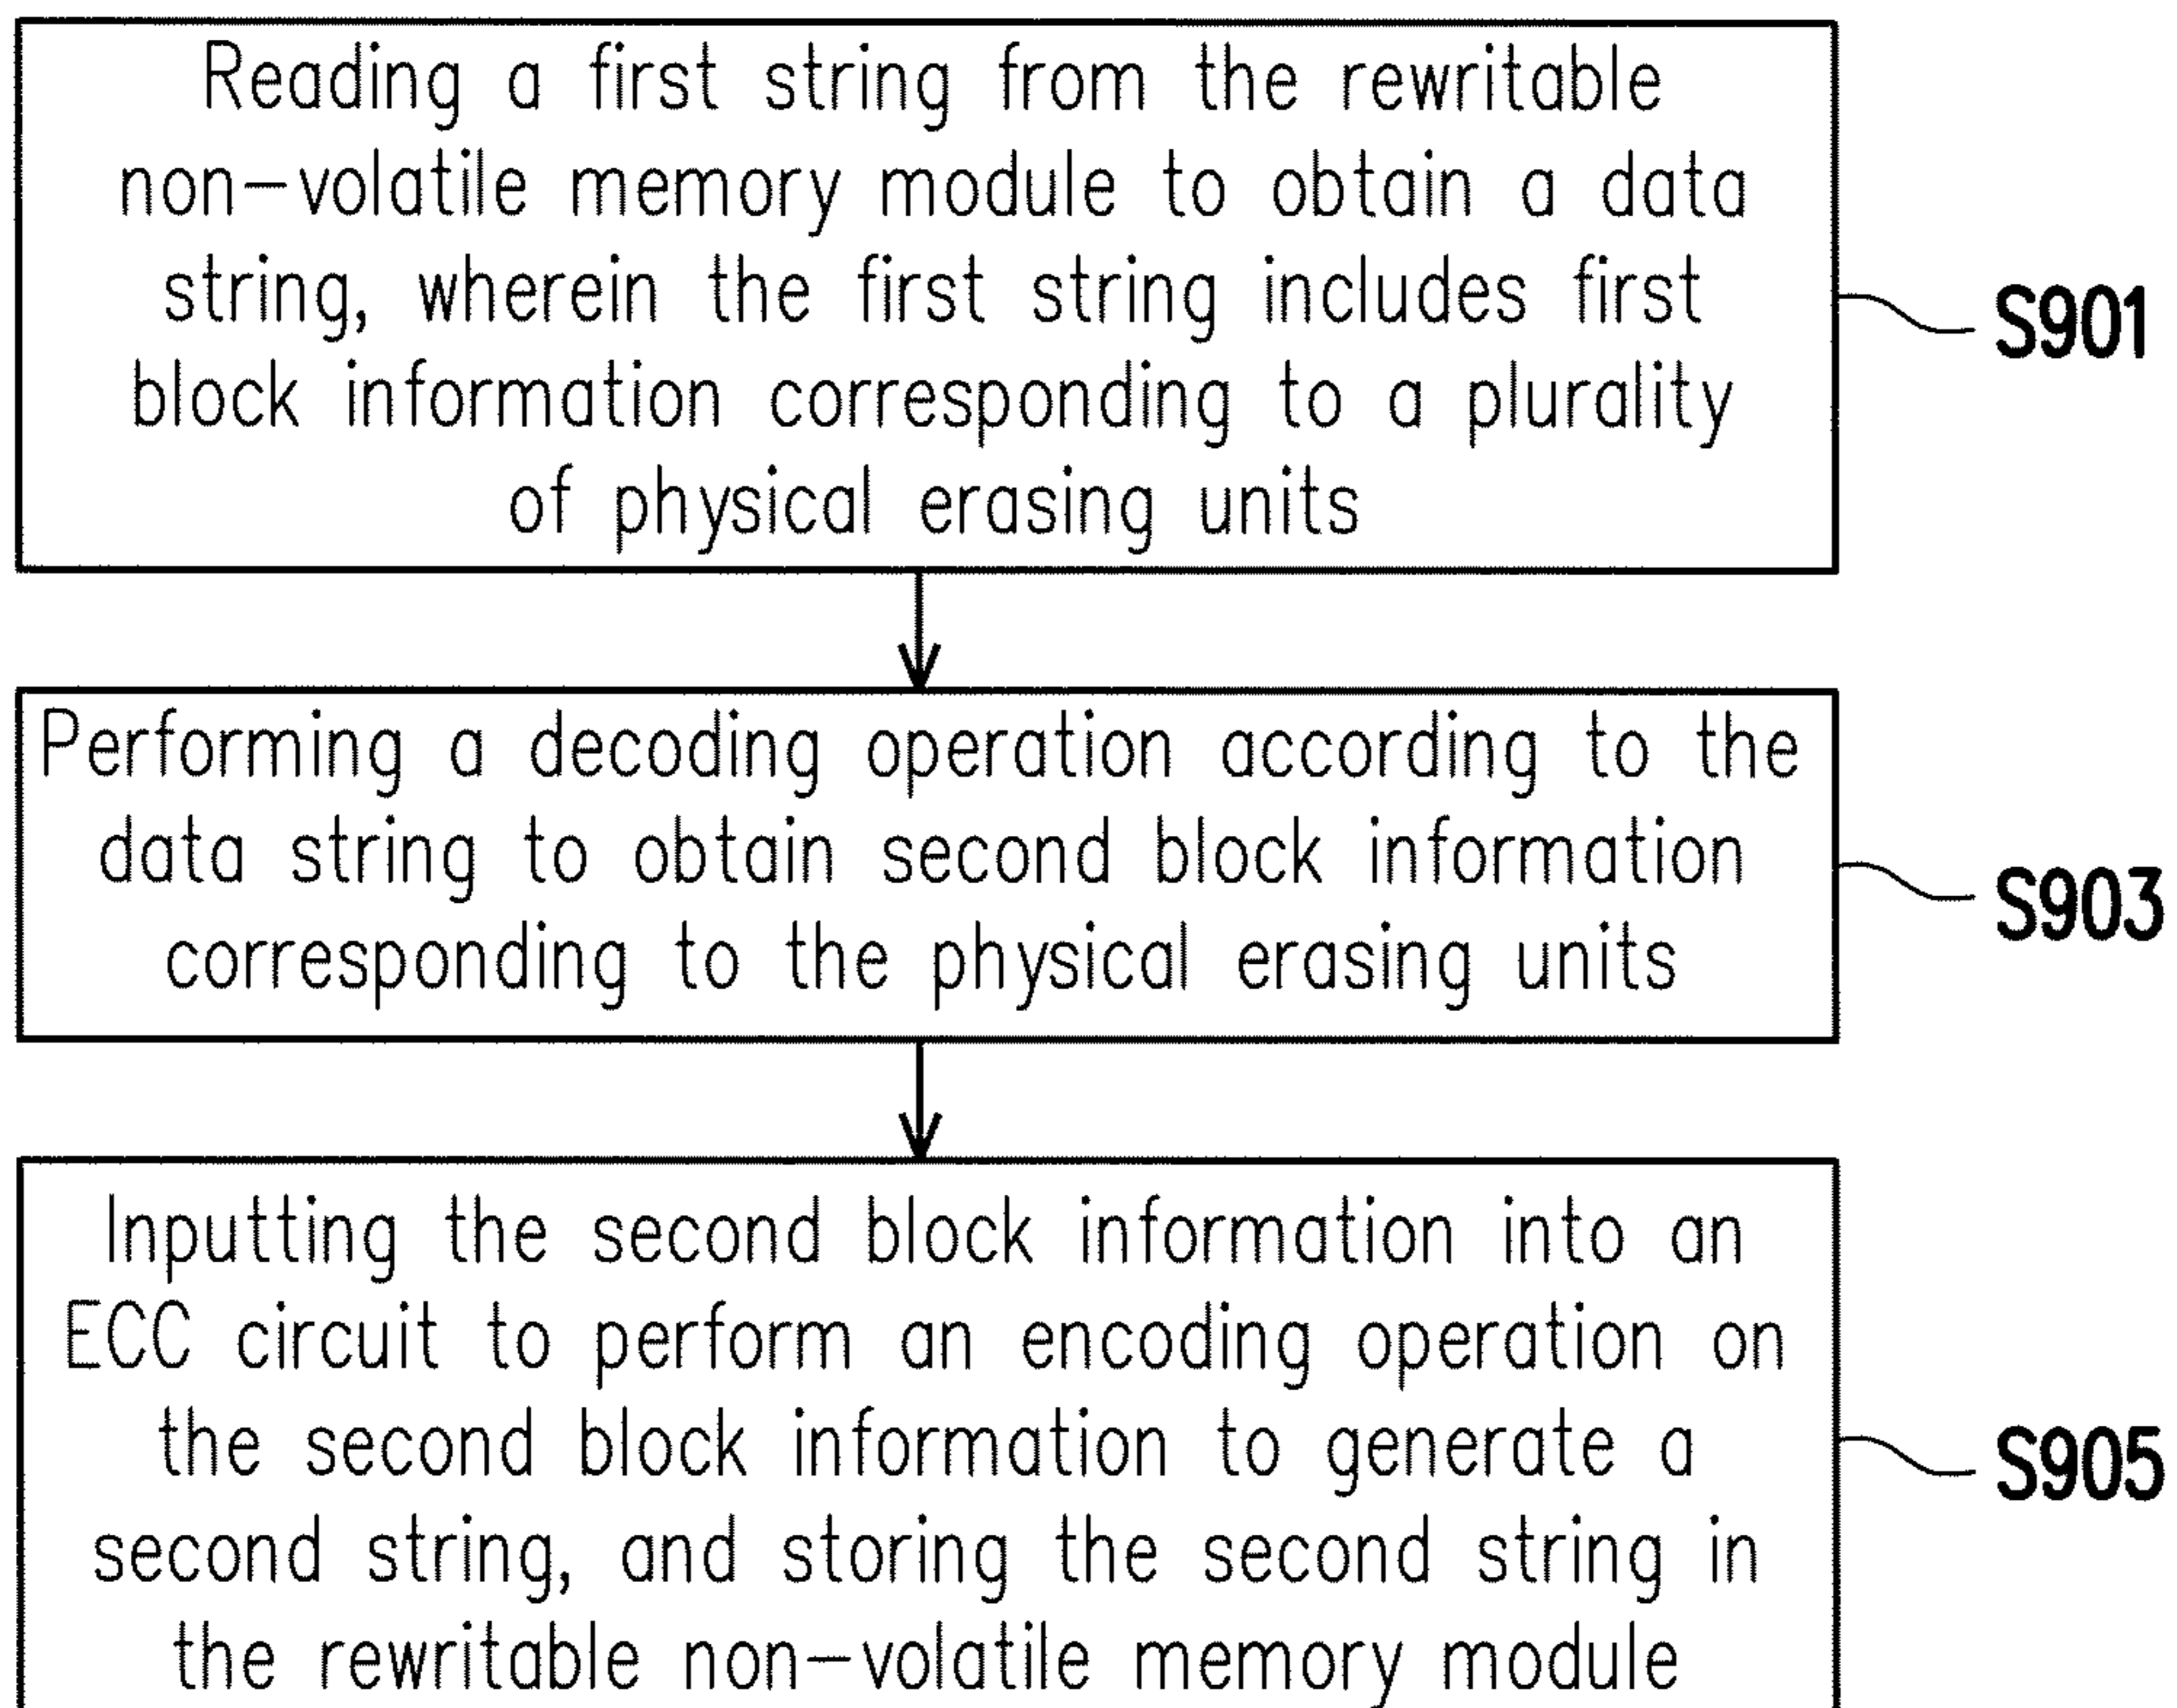 Reading a first string from the rewritable
non-volatile memory module to obtain a data
string, wherein the first string includes first
block information corresponding to a plurality
of physical erasing units
S901
Performing a decoding operation according to the
data string to obtain second block information
corresponding to the physical erasing units
S903
Inputting the second block information into an
ECC circuit to perform an encoding operation on
the second block information to generate a
second string, and storing the second string in
the rewritable non-volatile memory module
S905